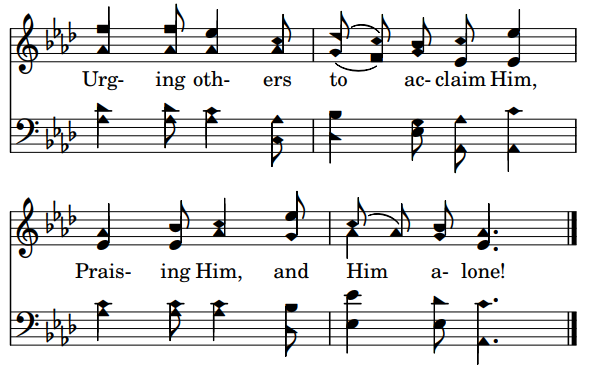 Urg- ing oth- ers to ac- claim Him,
Prais- ing Him, and Him a- lone!